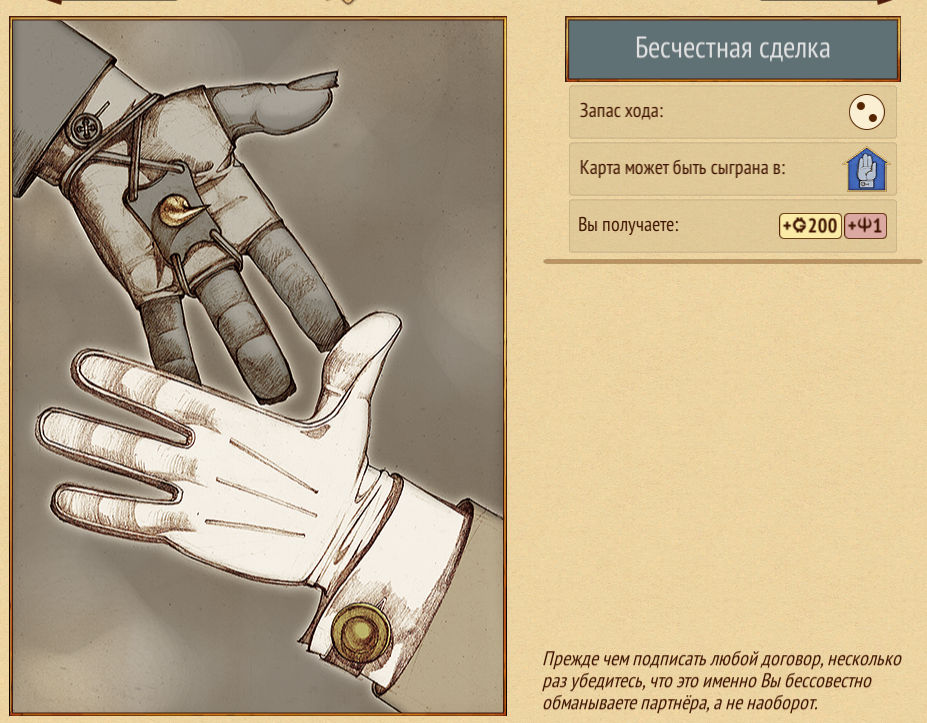 Бесчестная сделка
Запас хода:
Карта может быть сыграна в:
Вы получаете: +200 +1
Прежде чем подписать любой договор, несколько
раз убедитесь, что это именно Вы бессовестно
обманываете партнёра, а не наоборот.